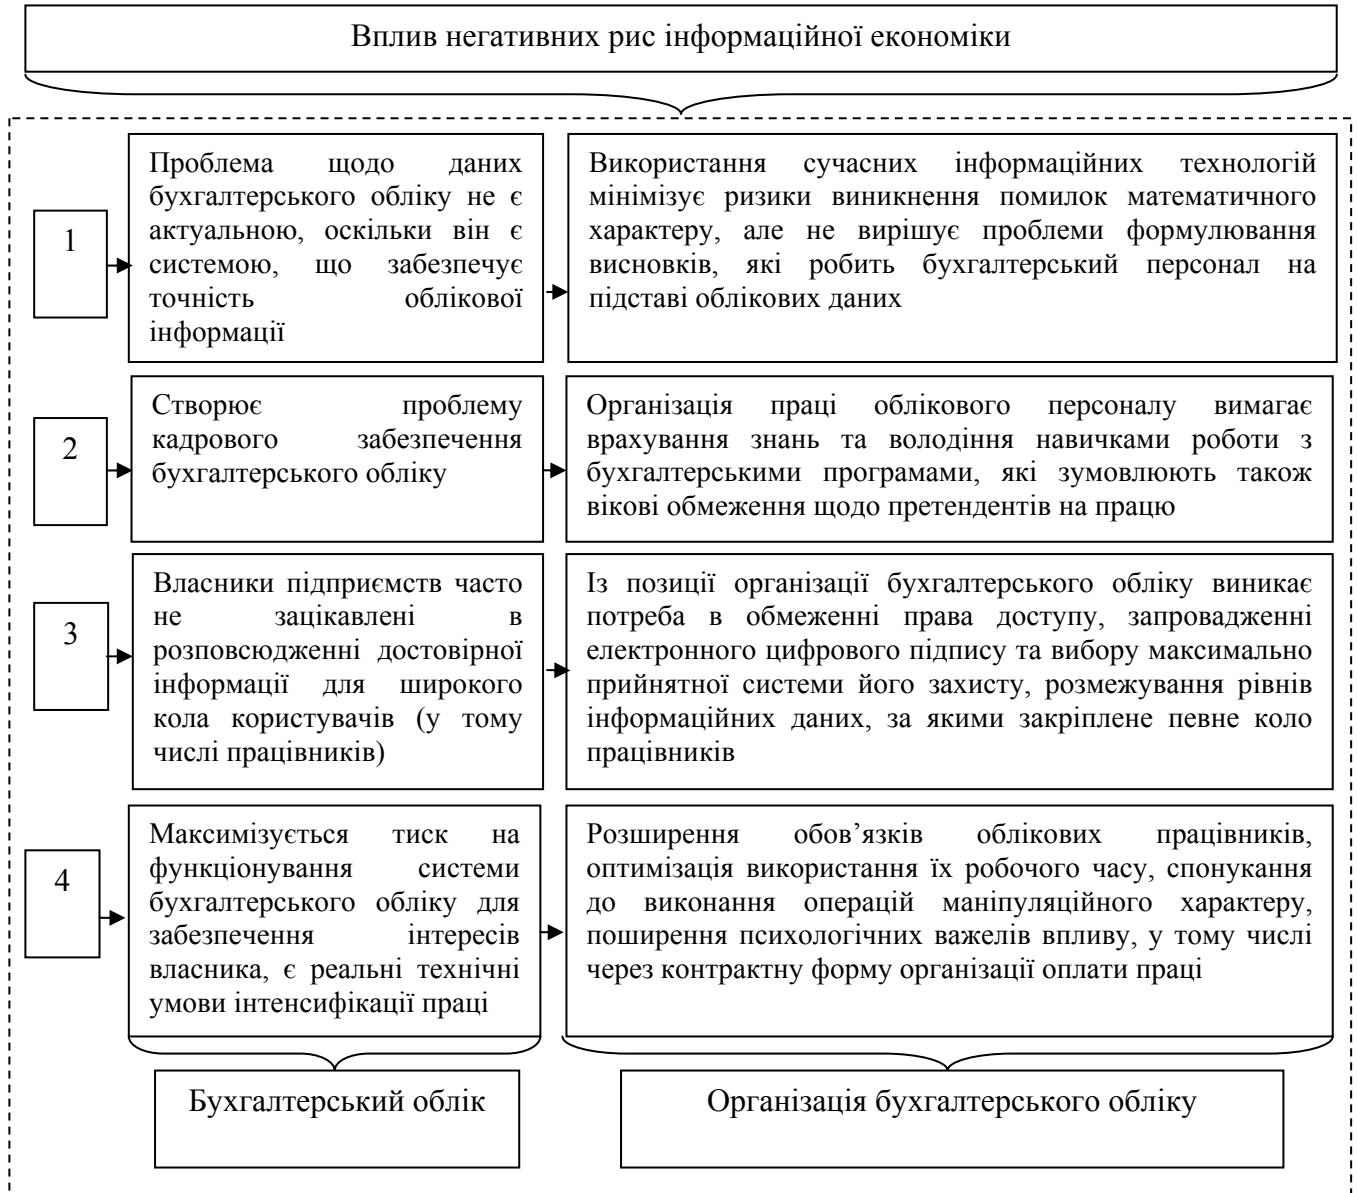 Вплив негативних рис інформаційної економіки
1
Проблема щодо даних
бухгалтерського обліку не є
актуальною, оскільки він є
системою, що забезпечує
точність облікової
інформації
Використання сучасних інформаційних технологій
мінімізує ризики виникнення помилок математичного
характеру, але не вирішує проблеми формулювання
висновків, які робить бухгалтерський персонал на
підставі облікових даних
2
Створює проблему
кадрового забезпечення
бухгалтерського обліку
Організація праці облікового персоналу вимагає
врахування знань та володіння навичками роботи з
бухгалтерськими програмами, які зумовлюють також
вікові обмеження щодо претендентів на працю
3
Власники підприємств часто
не зацікавлені в
розповсюдженні достовірної
інформації для широкого
кола користувачів (у тому
числі працівників)
Із позиції організації бухгалтерського обліку виникає
потреба в обмеженні права доступу, запровадженні
електронного цифрового підпису та вибору максимально
прийнятної системи його захисту, розмежування рівнів
інформаційних даних, за якими закріплене певне коло
працівників
4
Максимізується тиск на
функціонування системи
бухгалтерського обліку для
забезпечення інтересів
власника, є реальні технічні
умови інтенсифікації праці
Розширення обов’язків облікових працівників,
оптимізація використання їх робочого часу, спонукання
до виконання операцій маніпуляційного характеру,
поширення психологічних важелів впливу, у тому числі
через контрактну форму організації оплати праці
Бухгалтерський облік
Організація бухгалтерського обліку